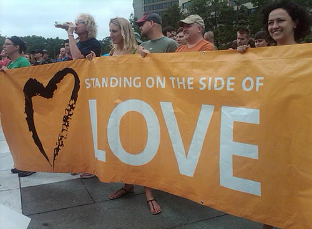 STANDING ON THE SIDE OF
LOVE